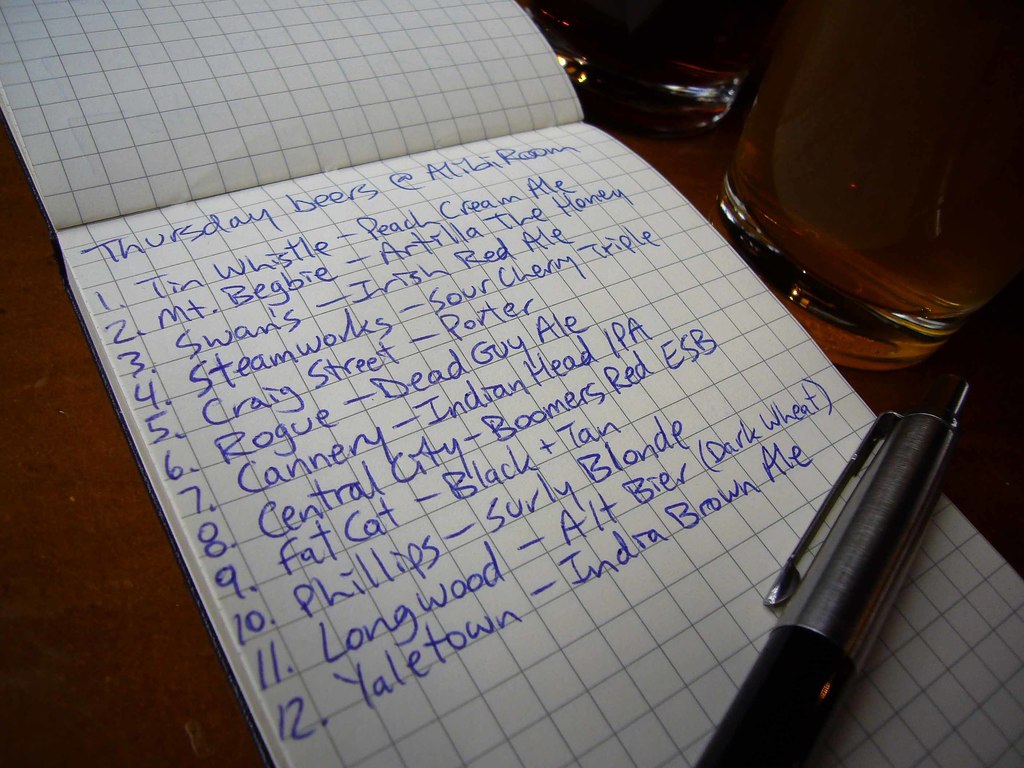 Thursday beers @ Alibi Room
1. Tin Whistle - Peach Cream Ale
2. Mt. Begbie - Artilla The Honey
3. Swan's - Irish Red Ale
4. Steamworks - Sour Cherry Triple
5. Craig Street - Porter
6. Rogue - Dead Guy Ale
7. Cannery - Indian Head IPA
8. Central City - Boomers Red ESB
9. Fat Cat - Black + Tan
10. Phillips - Surly Blonde
11. Longwood - Alt Bier (Dark Wheat)
12. Yaletown - India Brown Ale